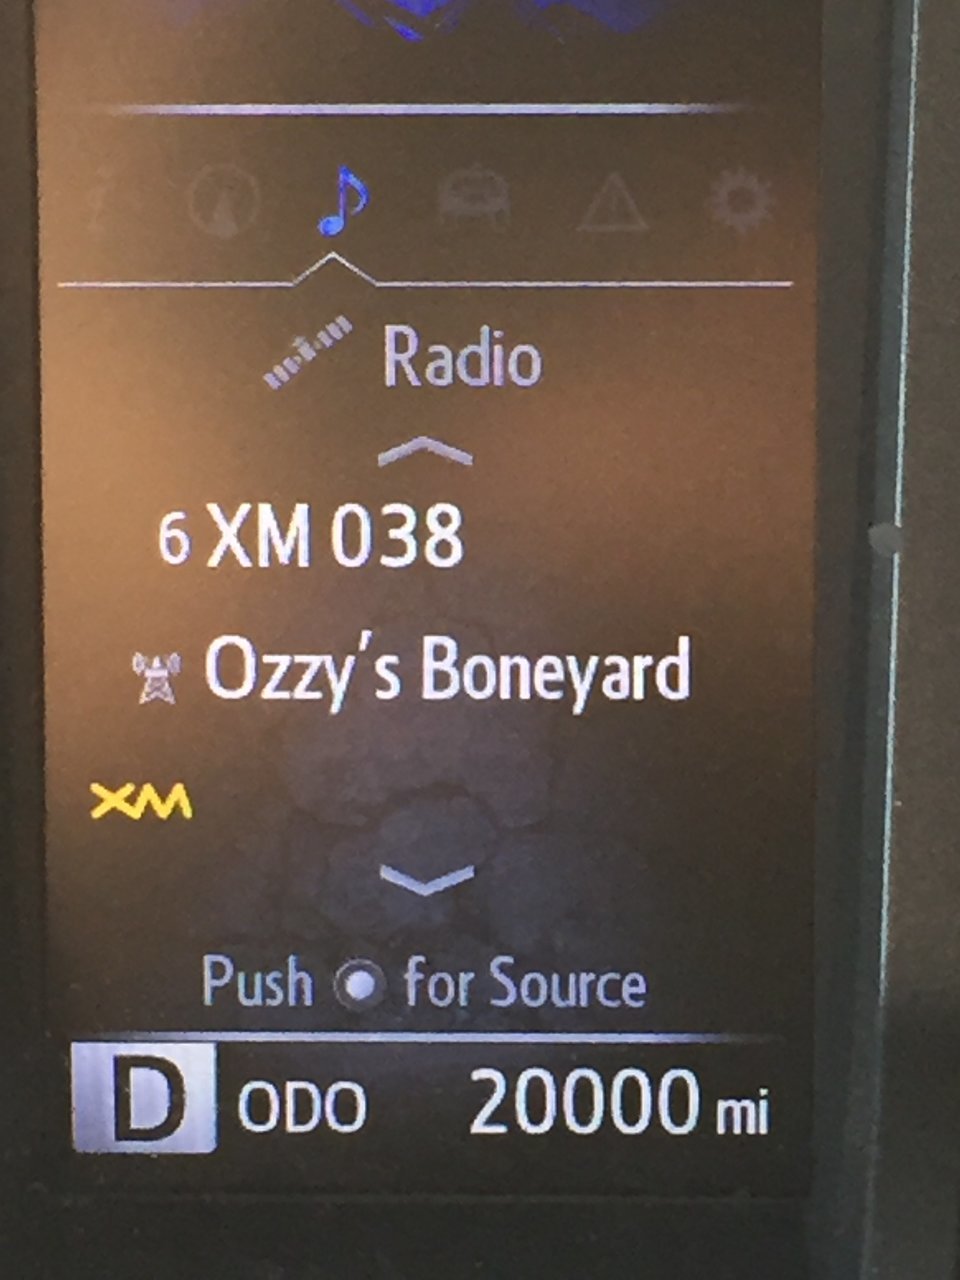 Radio
6 XM 038
Ozzy's Boneyard
XM
Push for Source
D ODO 20000 mi